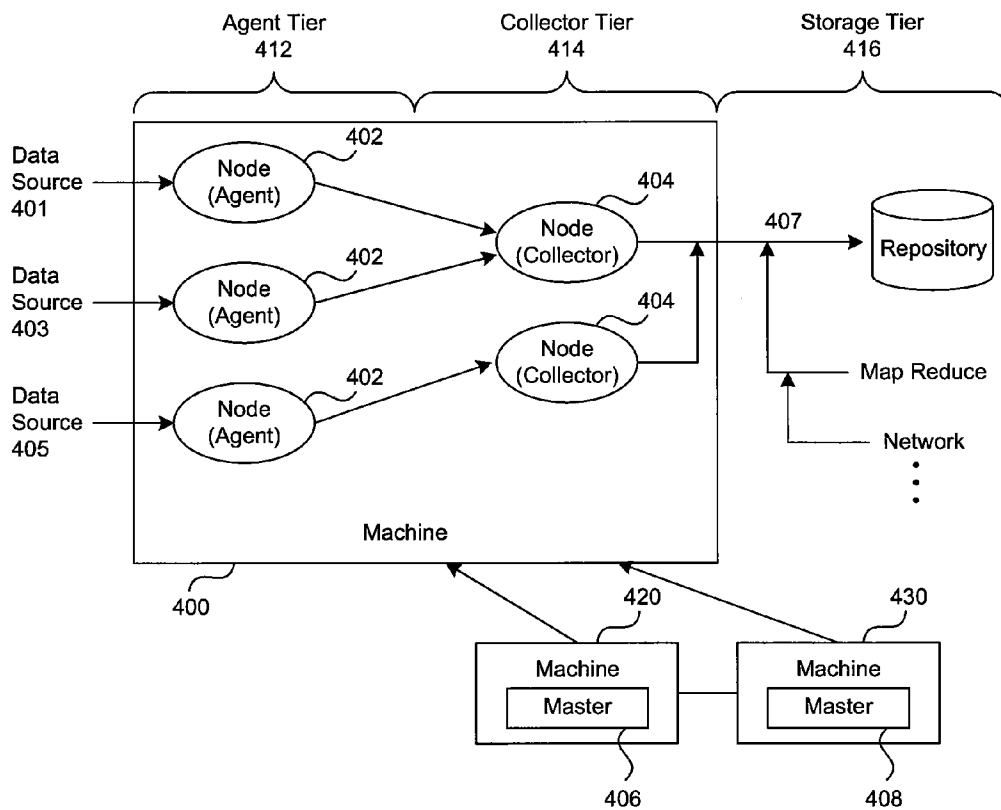 Agent Tier
412
Collector Tier
414
Storage Tier
416
Data
Source
401
Node
(Agent)
402
Data
Source
403
Node
(Agent)
402
Data
Source
405
Node
(Agent)
402
Node
(Collector)
404
Node
(Collector)
404
407
Repository
Map Reduce
Network
Machine
400
420
Machine
Master
406
430
Machine
Master
408